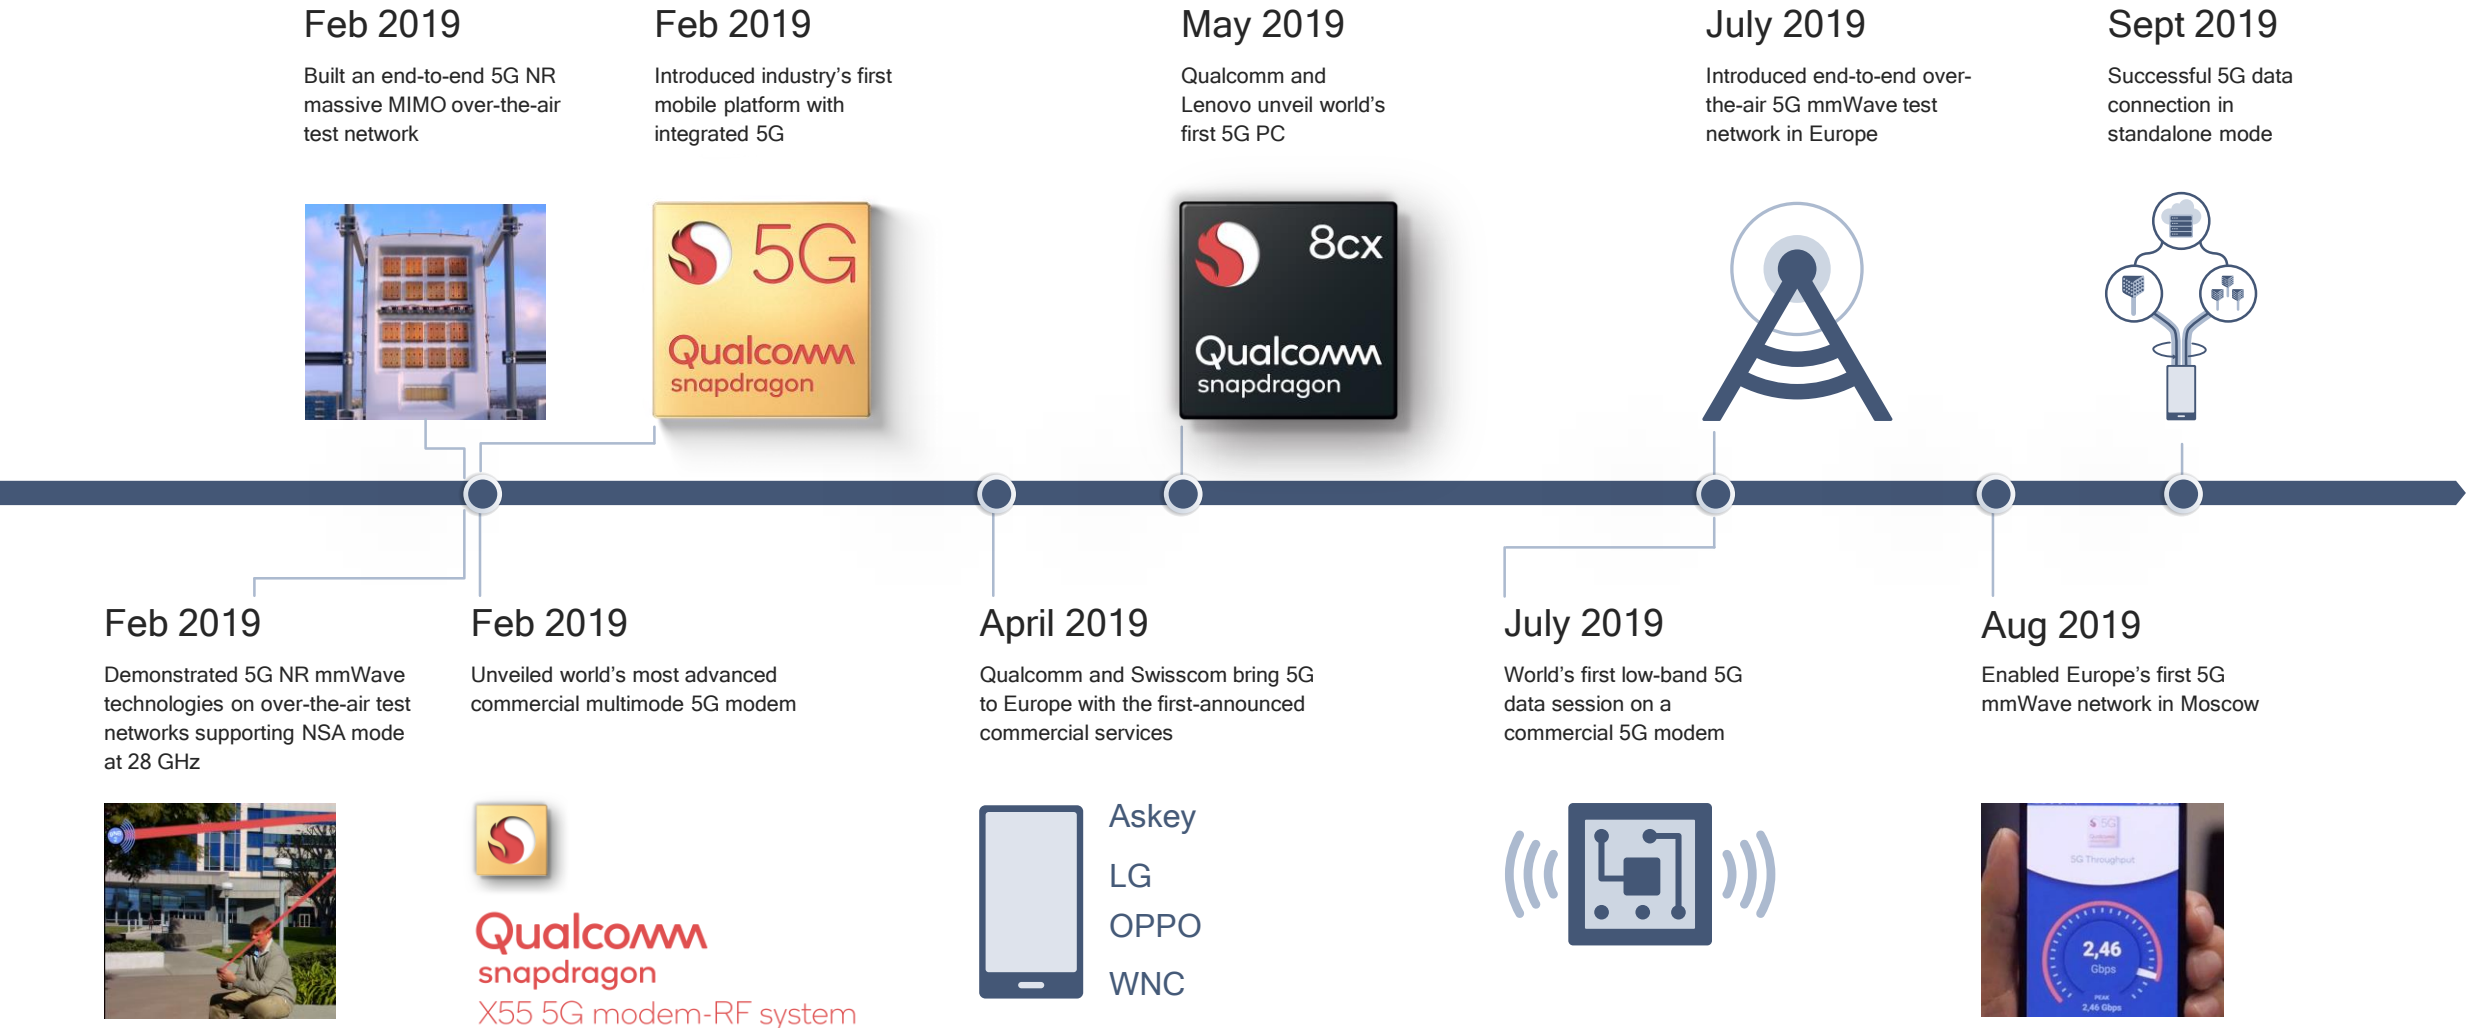 Feb 2019
Built an end-to-end 5G NR
massive MIMO over-the-air
test network
Feb 2019
Introduced industry's first
mobile platform with
integrated 5G
5G
Qualcomm
snapdragon
May 2019
Qualcomm and
Lenovo unveil world's
first 5G PC
8cx
Qualcomm
snapdragon
July 2019
Introduced end-to-end over-
the-air 5G mmWave test
network in Europe
Sept 2019
Successful 5G data
connection in
standalone mode
Feb 2019
Demonstrated 5G NR mmWave
technologies on over-the-air test
networks supporting NSA mode
at 28 GHz
Feb 2019
Unveiled world's most advanced
commercial multimode 5G modem
Qualcomm
snapdragon
X55 5G modem-RF system
April 2019
Qualcomm and Swisscom bring 5G
to Europe with the first-announced
commercial services
Askey
LG
OPPO
WNC
July 2019
World's first low-band 5G
data session on a
commercial 5G modem
Aug 2019
Enabled Europe's first 5G
mmWave network in Moscow
5G
5G Throughput
2,46
Gbps
PEAK
2,46 Gbps